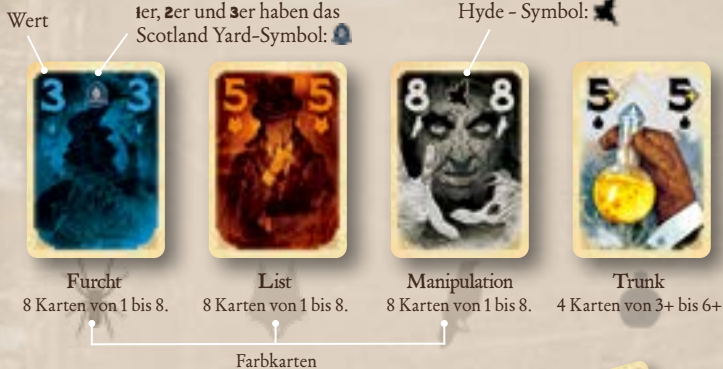 Wert
1er, 2er und 3er haben das
Scotland Yard-Symbol:
Hyde - Symbol:
3 3
5 5
8 8
5+ 5+
Furcht
8 Karten von 1 bis 8.
List
8 Karten von 1 bis 8.
Manipulation
8 Karten von 1 bis 8.
Trunk
4 Karten von 3+ bis 6+
Farbkarten